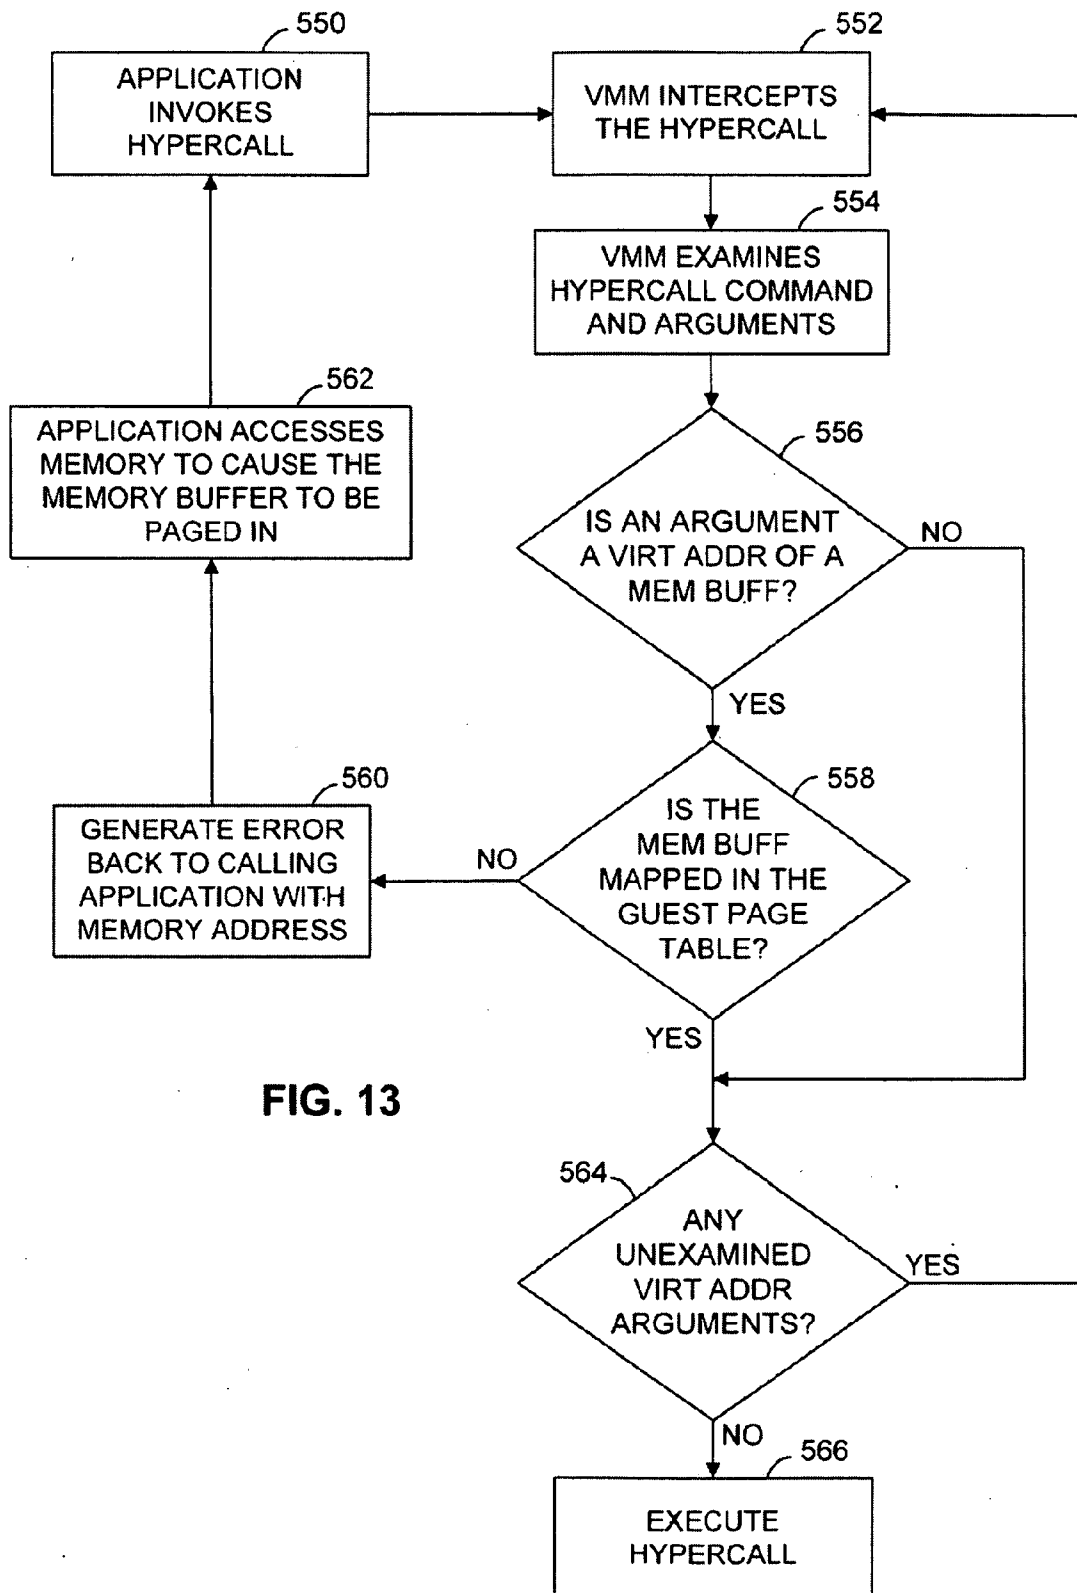 550
APPLICATION
INVOKES
HYPERCALL
552
VMM INTERCEPTS
THE HYPERCALL
554
VMM EXAMINES
HYPERCALL COMMAND
AND ARGUMENTS
562
APPLICATION ACCESSES
MEMORY TO CAUSE THE
MEMORY BUFFER TO BE
PAGED IN
556
IS AN ARGUMENT
A VIRT ADDR OF A
MEM BUFF?
NO
YES
560
GENERATE ERROR
BACK TO CALLING
APPLICATION WITH
MEMORY ADDRESS
NO
558
IS THE
MEM BUFF
MAPPED IN THE
GUEST PAGE
TABLE?
YES
FIG. 13
564
ANY
UNEXAMINED
VIRT ADDR
ARGUMENTS?
YES
NO
566
EXECUTE
HYPERCALL